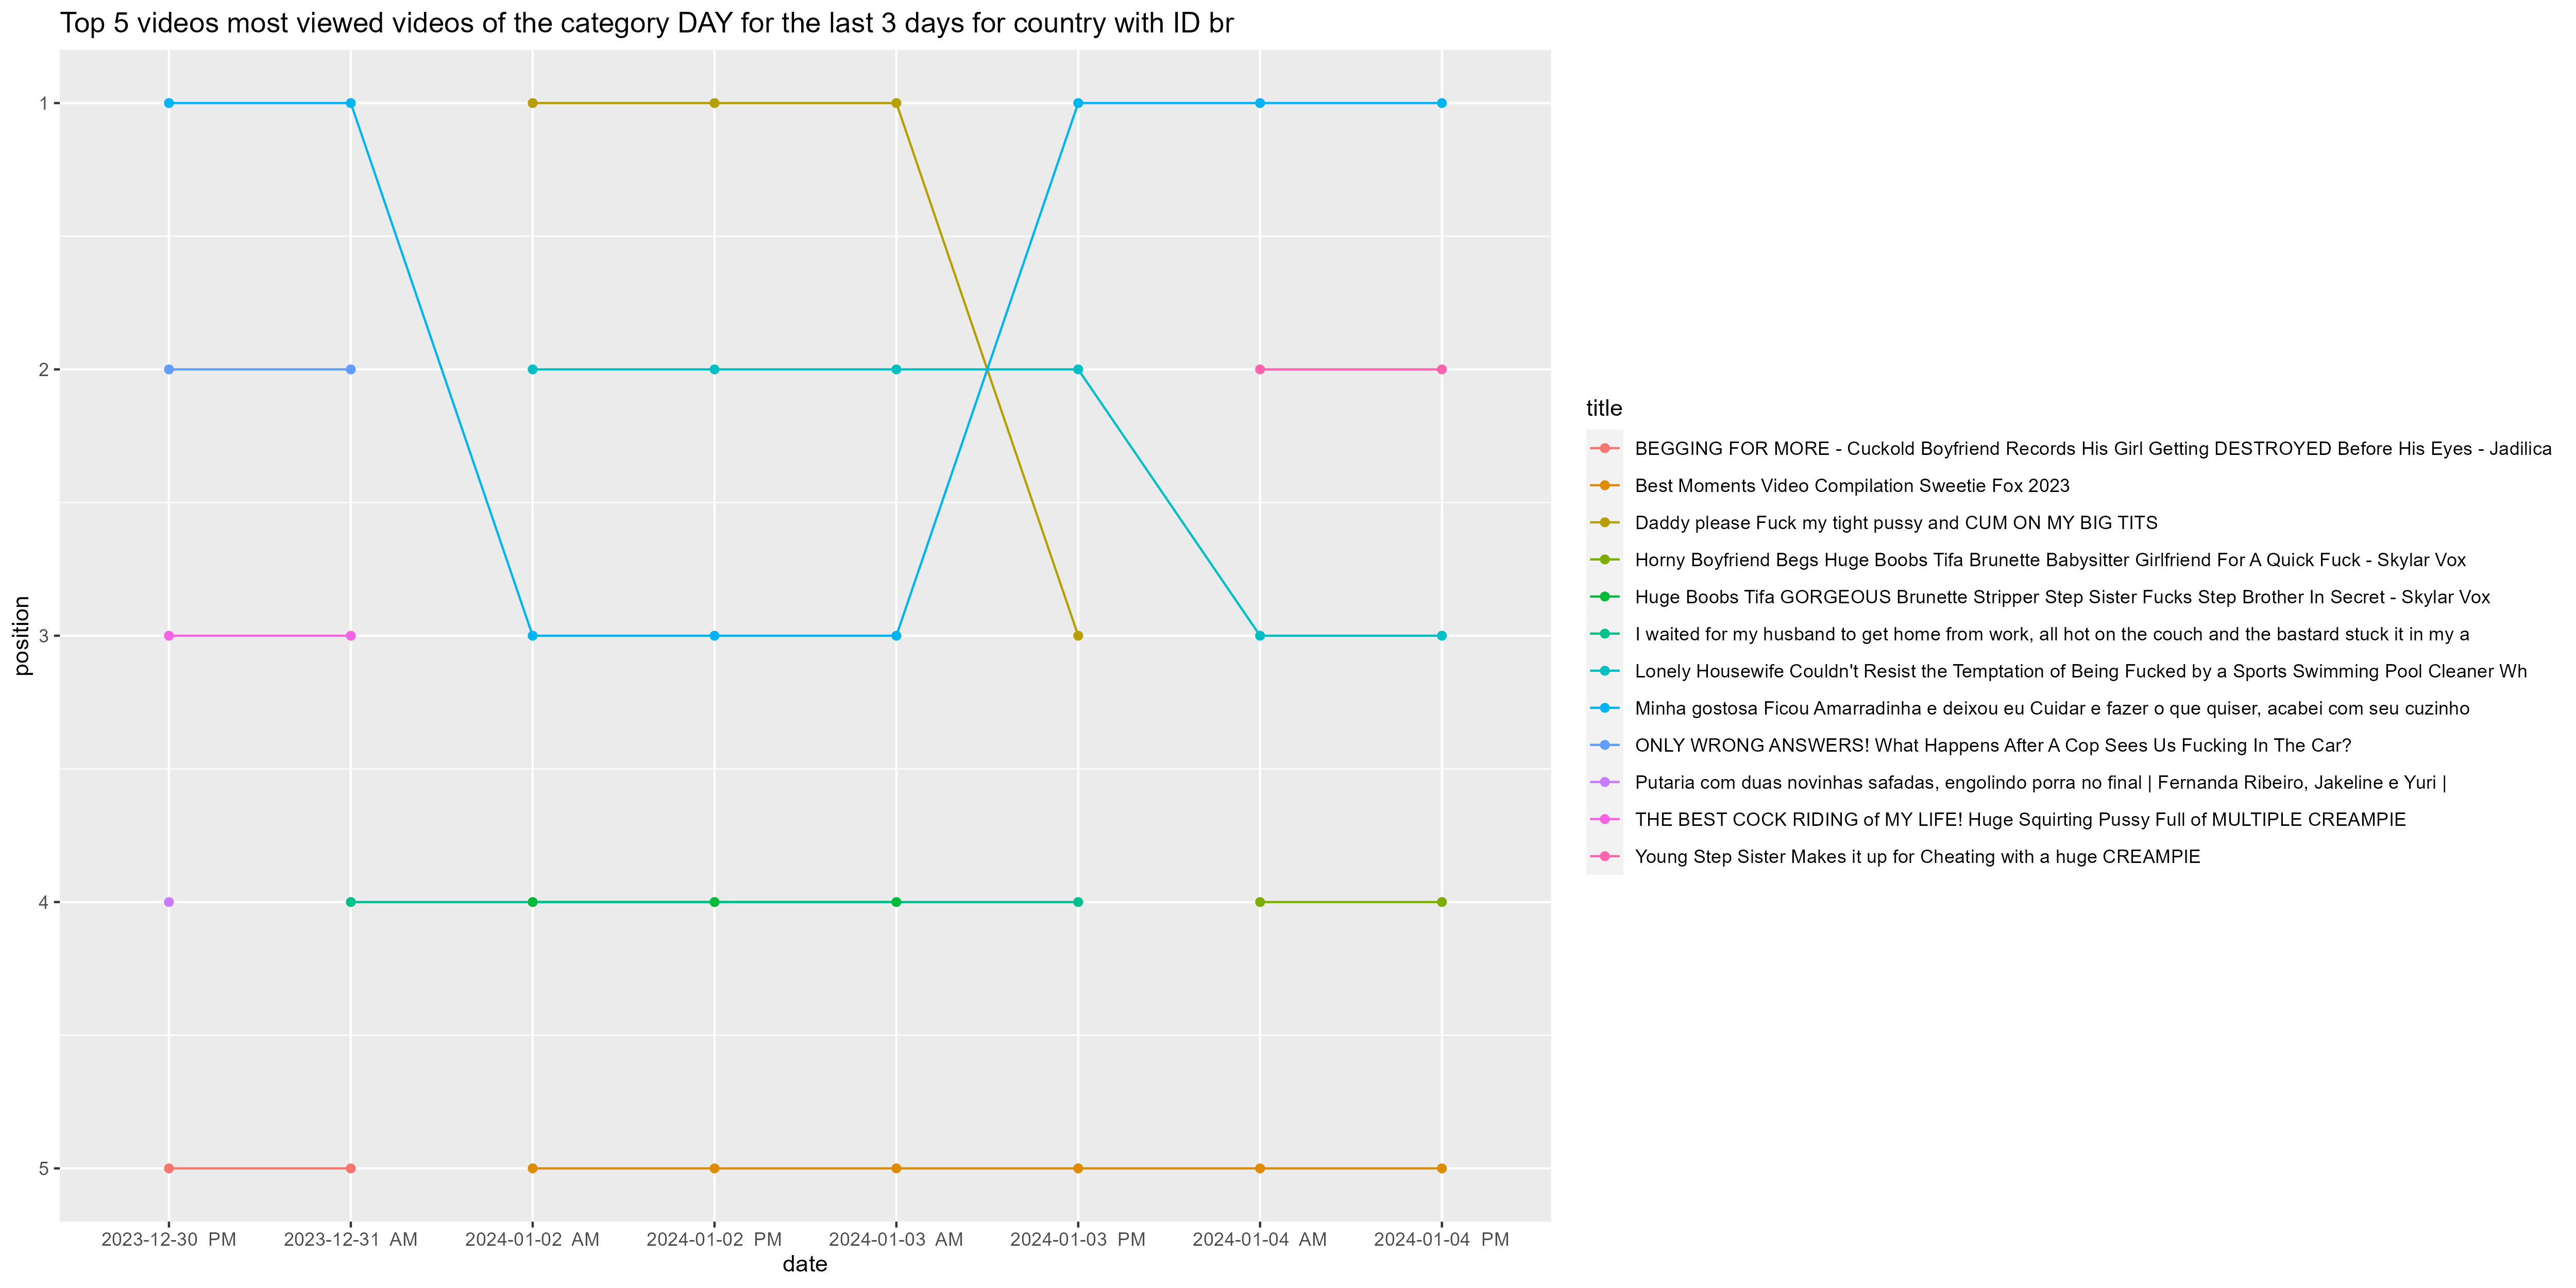 Top 5 videos most viewed videos of the category DAY for the last 3 days for country with ID br
position
1
2
3
4
5
2023-12-30 PM
2023-12-31 AM
2024-01-02 AM
2024-01-02 PM
2024-01-03 AM
2024-01-03 PM
2024-01-04 AM
2024-01-04 PM
date
title
BEGGING FOR MORE - Cuckold Boyfriend Records His Girl Getting DESTROYED Before His Eyes - Jadilica
Best Moments Video Compilation Sweetie Fox 2023
Daddy please Fuck my tight pussy and CUM ON MY BIG TITS
Horny Boyfriend Begs Huge Boobs Tifa Brunette Babysitter Girlfriend For A Quick Fuck - Skylar Vox
Huge Boobs Tifa GORGEOUS Brunette Stripper Step Sister Fucks Step Brother In Secret - Skylar Vox
I waited for my husband to get home from work, all hot on the couch and the bastard stuck it in my a
Lonely Housewife Couldn't Resist the Temptation of Being Fucked by a Sports Swimming Pool Cleaner Wh
Minha gostosa Ficou Amarradinha e deixou eu Cuidar e fazer o que quiser, acabei com seu cuzinho
ONLY WRONG ANSWERS! What Happens After A Cop Sees Us Fucking In The Car?
Putaria com duas novinhas safadas, engolindo porra no final | Fernanda Ribeiro, Jakeline e Yuri |
THE BEST COCK RIDING of MY LIFE! Huge Squirting Pussy Full of MULTIPLE CREAMPIE
Young Step Sister Makes it up for Cheating with a huge CREAMPIE